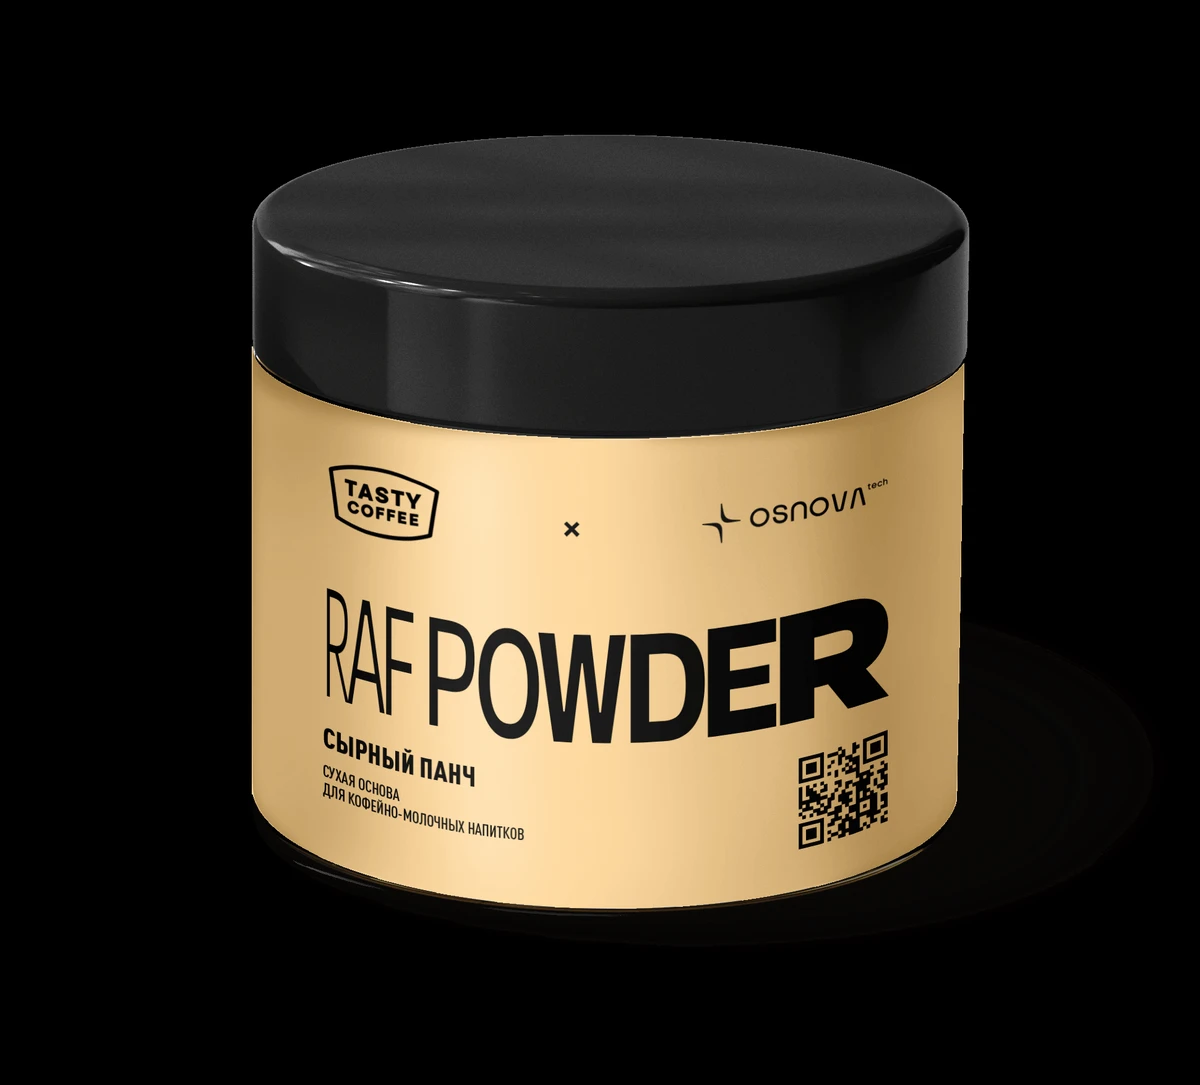 TASTY
COFFEE
×
OSNOVA tech
RAF POWDER
СЫРНЫЙ ПАНЧ
СУХАЯ ОСНОВА
ДЛЯ КОФЕЙНО-МОЛОЧНЫХ НАПИТКОВ